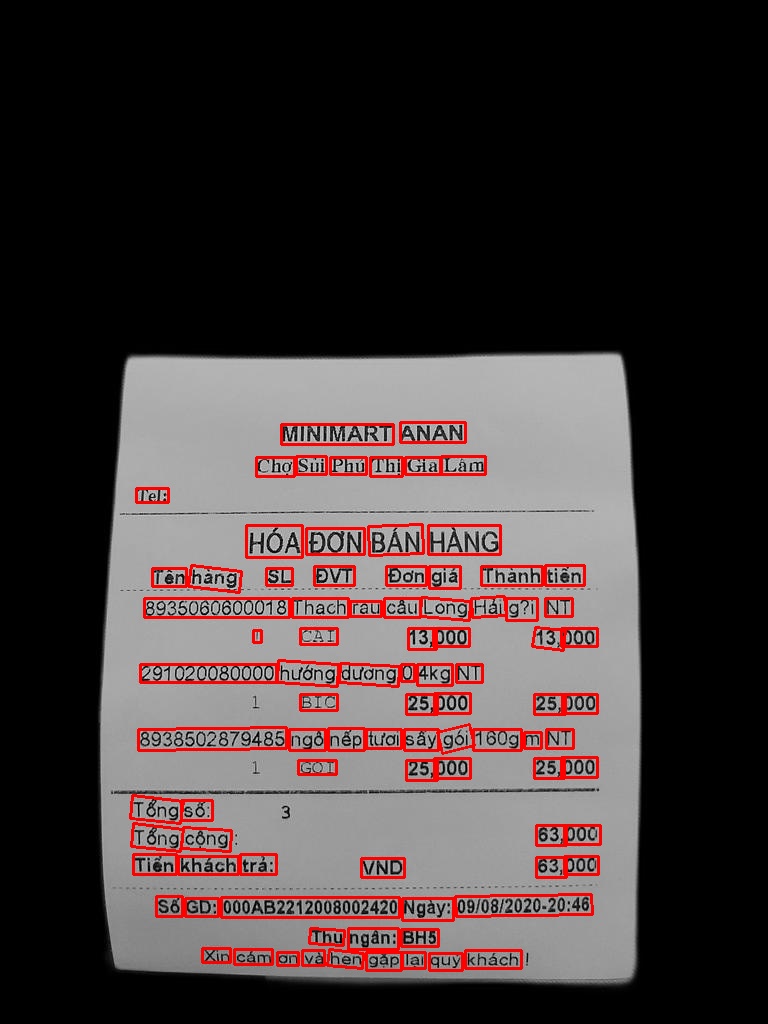 MINIMART ANAN
Chợ Sủi Phú Thị Gia Lâm
Tel:
HÓA ĐƠN BÁN HÀNG
Tên hàng SL ĐVT Đơn giá Thành tiền
8935060600018 Thach rau câu Long Hải g?i NT
1 CAI 13,000 13,000
291020080000 hướng dương 0.4kg NT
1 BIC 25,000 25,000
8938502879485 ngô nếp tươi sấy gói 160g m NT
1 GOI 25,000 25,000
Tổng số: 3
Tổng cộng : 63,000
Tiền khách trả: VND 63,000
Số GD: 000AB2212008002420 Ngày: 09/08/2020-20:46
Thu ngân: BH5
Xin cảm ơn và hẹn gặp lại quý khách !